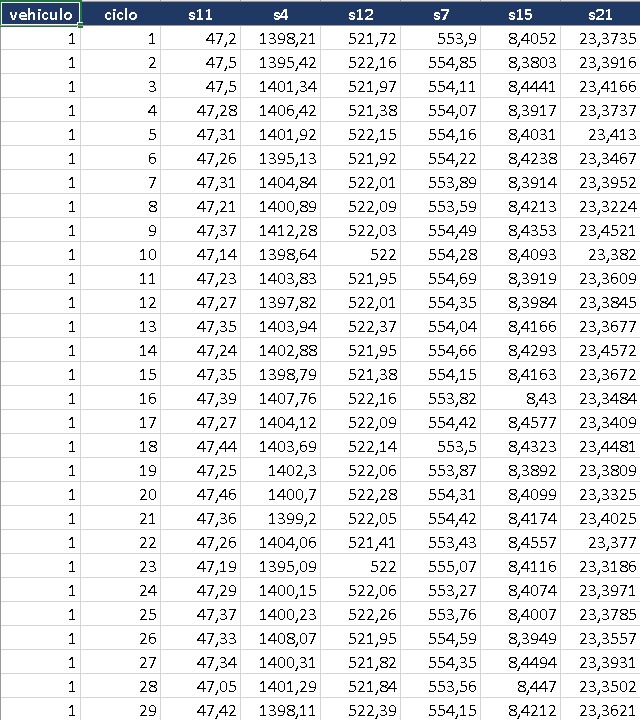 vehiculo ciclo s11 s4 s12 s7 s15 s21
1 1 47,2 1398,21 521,72 553,9 8,4052 23,3735
1 2 47,5 1395,42 522,16 554,85 8,3803 23,3916
1 3 47,5 1401,34 521,97 554,11 8,4441 23,4166
1 4 47,28 1406,42 521,38 554,07 8,3917 23,3737
1 5 47,31 1401,92 522,15 554,16 8,4031 23,413
1 6 47,26 1395,13 521,92 554,22 8,4238 23,3467
1 7 47,31 1404,84 522,01 553,89 8,3914 23,3952
1 8 47,21 1400,89 522,09 553,59 8,4213 23,3224
1 9 47,37 1412,28 522,03 554,49 8,4353 23,4521
1 10 47,14 1398,64 522 554,28 8,4093 23,382
1 11 47,23 1403,83 521,95 554,69 8,3919 23,3609
1 12 47,27 1397,82 522,01 554,35 8,3984 23,3845
1 13 47,35 1403,94 522,37 554,04 8,4166 23,3677
1 14 47,24 1402,88 521,95 554,66 8,4293 23,4572
1 15 47,35 1398,79 521,38 554,15 8,4163 23,3672
1 16 47,39 1407,76 522,16 553,82 8,43 23,3484
1 17 47,27 1404,12 522,09 554,42 8,4577 23,3409
1 18 47,44 1403,69 522,14 553,5 8,4323 23,4481
1 19 47,25 1402,3 522,06 553,87 8,3892 23,3809
1 20 47,46 1400,7 522,28 554,31 8,4099 23,3325
1 21 47,36 1399,2 522,05 554,42 8,4174 23,4025
1 22 47,26 1404,06 521,41 553,43 8,4557 23,377
1 23 47,19 1395,09 522 555,07 8,4116 23,3186
1 24 47,29 1400,15 522,06 553,27 8,4074 23,3971
1 25 47,37 1400,23 522,26 553,76 8,4007 23,3785
1 26 47,33 1408,07 521,95 554,59 8,3949 23,3557
1 27 47,34 1400,31 521,82 554,35 8,4494 23,3931
1 28 47,05 1401,29 521,84 553,56 8,447 23,3502
1 29 47,42 1398,11 522,39 554,15 8,4212 23,3621